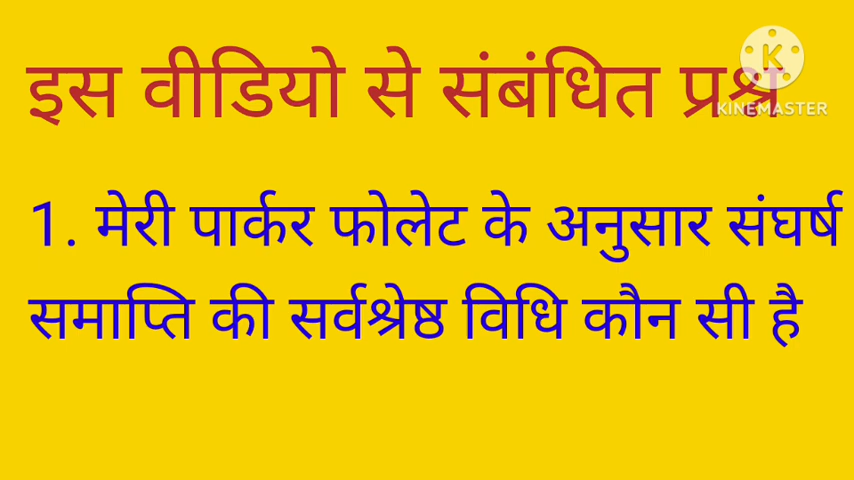 इस वीडियो से संबंधित प्रश्न
KINEMASTER
1. मेरी पार्कर फोलेट के अनुसार संघर्ष
समाप्ति की सर्वश्रेष्ठ विधि कौन सी है